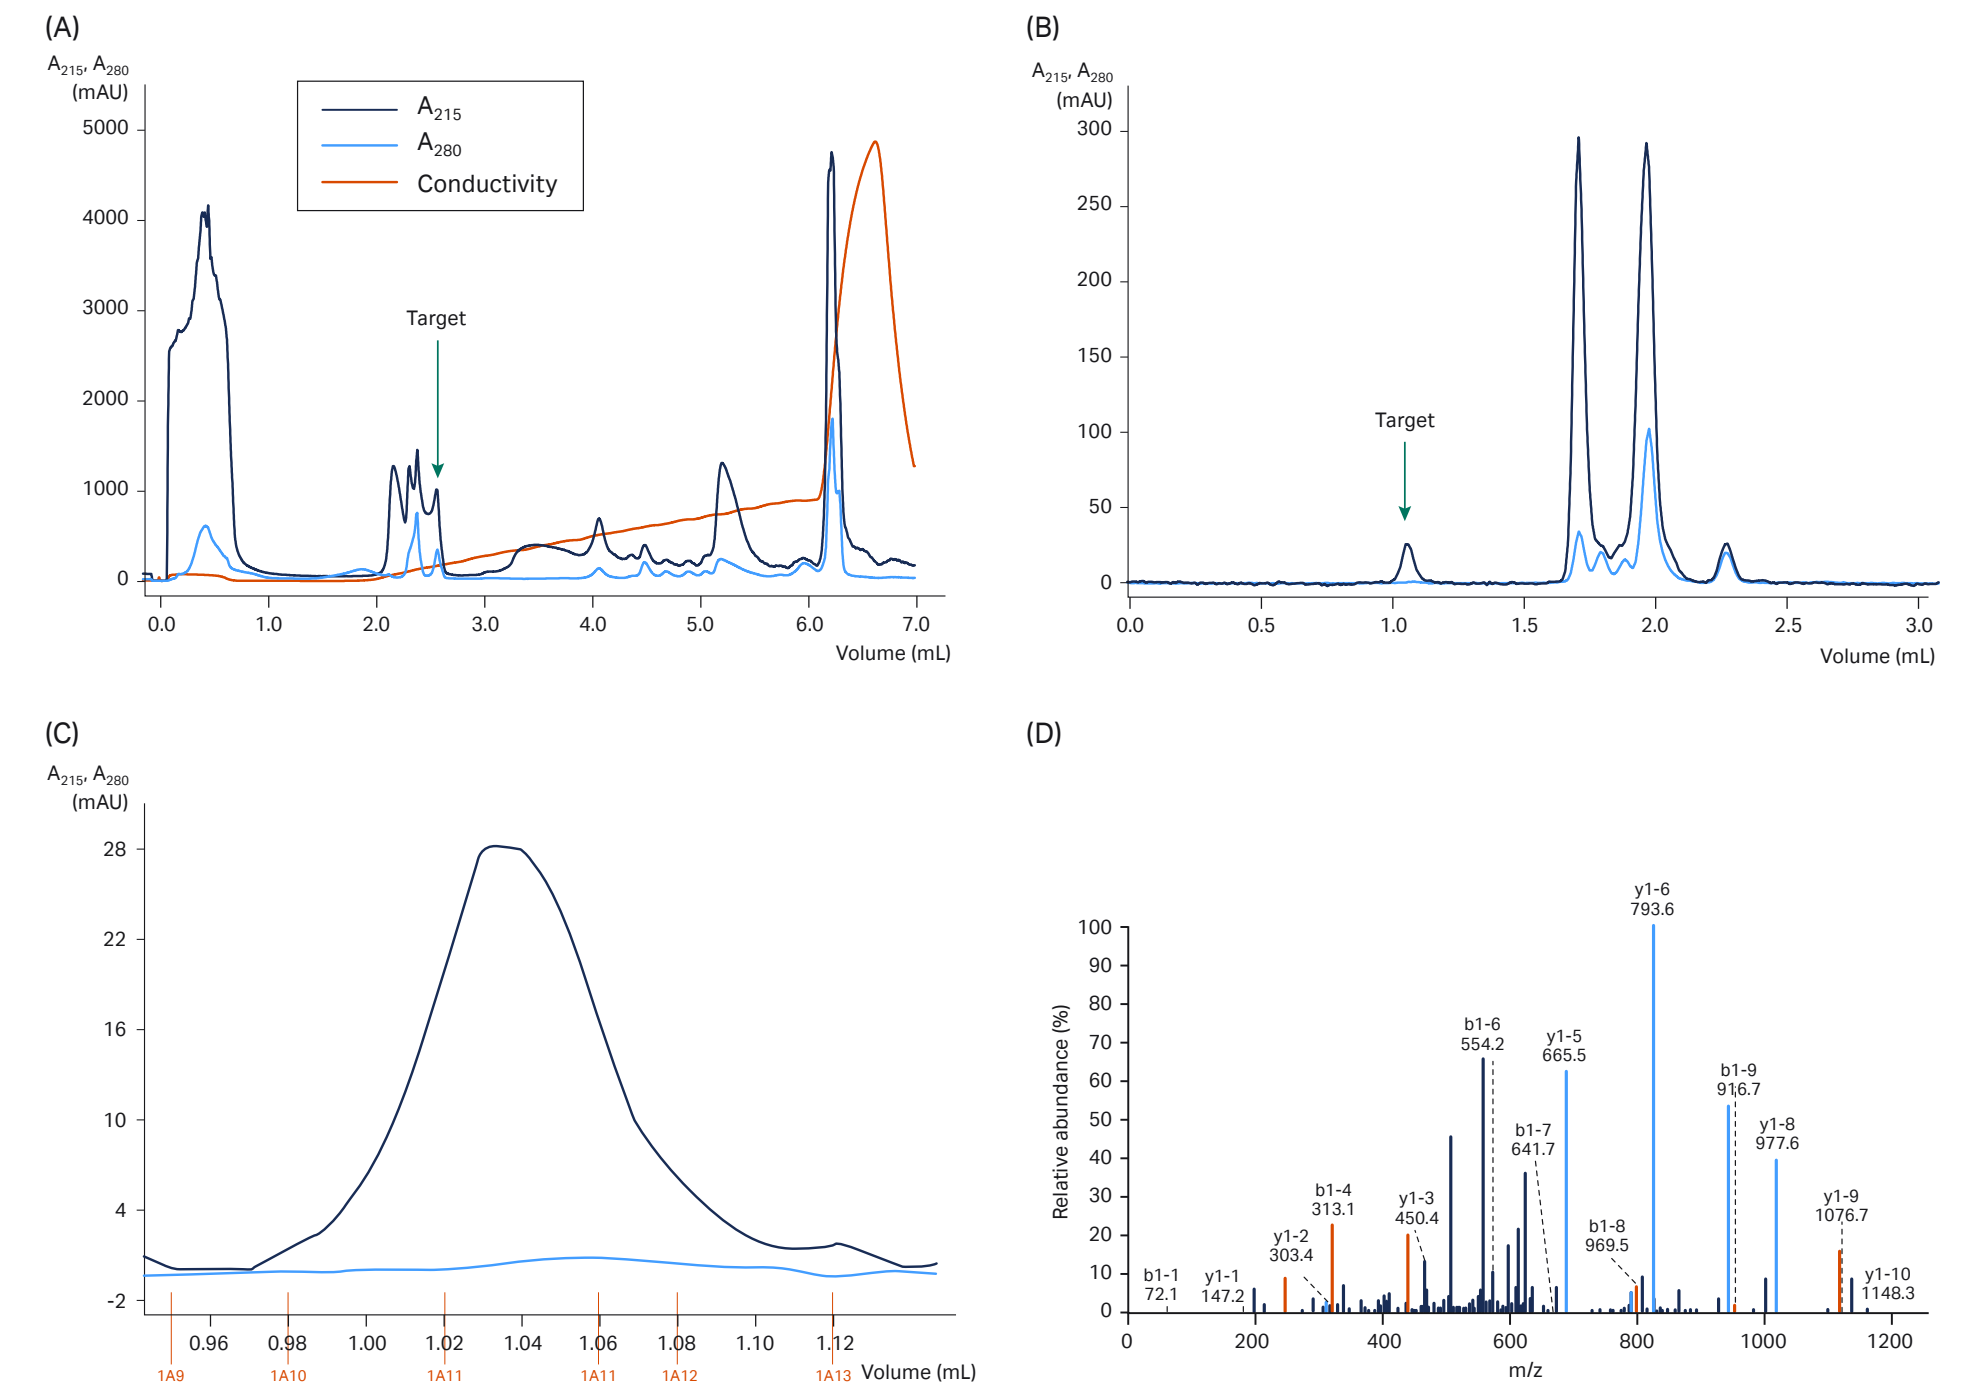 (A)
A215, A280
(mAU)
5000
4000
3000
2000
1000
0
A215
A280
Conductivity
Target
0.0 1.0 2.0 3.0 4.0 5.0 6.0 7.0
Volume (mL)
(B)
A215, A280
(mAU)
300
250
200
150
100
50
0
Target
0.0 0.5 1.0 1.5 2.0 2.5 3.0
Volume (mL)
(C)
A215, A280
(mAU)
28
22
16
10
4
-2
0.96 0.98 1.00 1.02 1.04 1.06 1.08 1.10 1.12
1A9 1A10 1A11 1A11 1A12 1A13
Volume (mL)
(D)
Relative abundance (%)
100
90
80
70
60
50
40
30
20
10
0
b1-1
72.1
y1-1
147.2
y1-2
303.4
b1-4
313.1
y1-3
450.4
b1-6
554.2
b1-7
641.7
y1-5
665.5
b1-8
969.5
y1-6
793.6
b1-9
916.7
y1-8
977.6
y1-9
1076.7
y1-10
1148.3
0 200 400 600 800 1000 1200
m/z